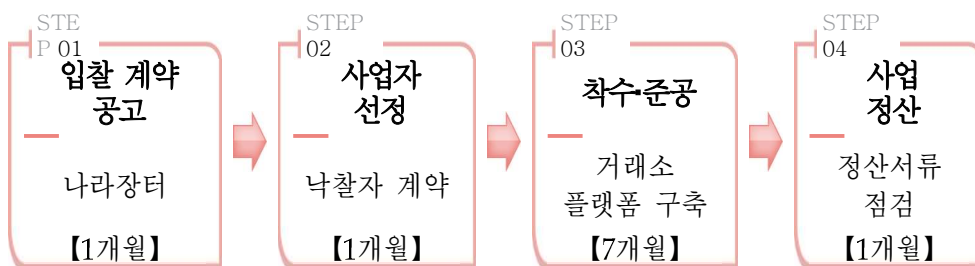 STE
P 01
입찰 계약
공고
나라장터
【1개월】
STEP
02
사업자
선정
낙찰자 계약
【1개월】
STEP
03
착수·준공
거래소
플랫폼 구축
【7개월】
STEP
04
사업
정산
정산서류
점검
【1개월】